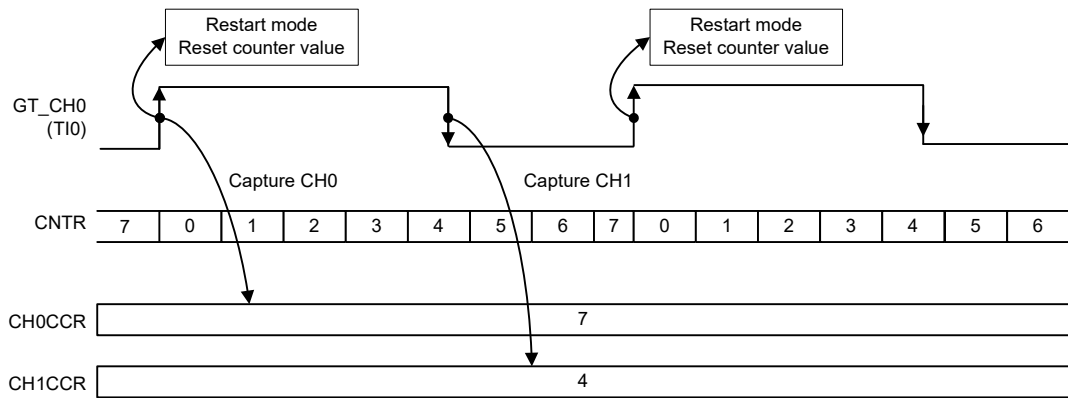 Restart mode
Reset counter value
Restart mode
Reset counter value
GT_CH0
(TI0)
Capture CH0
Capture CH1
CNTR 7 0 1 2 3 4 5 6 7 0 1 2 3 4 5 6
CH0CCR 7
CH1CCR 4